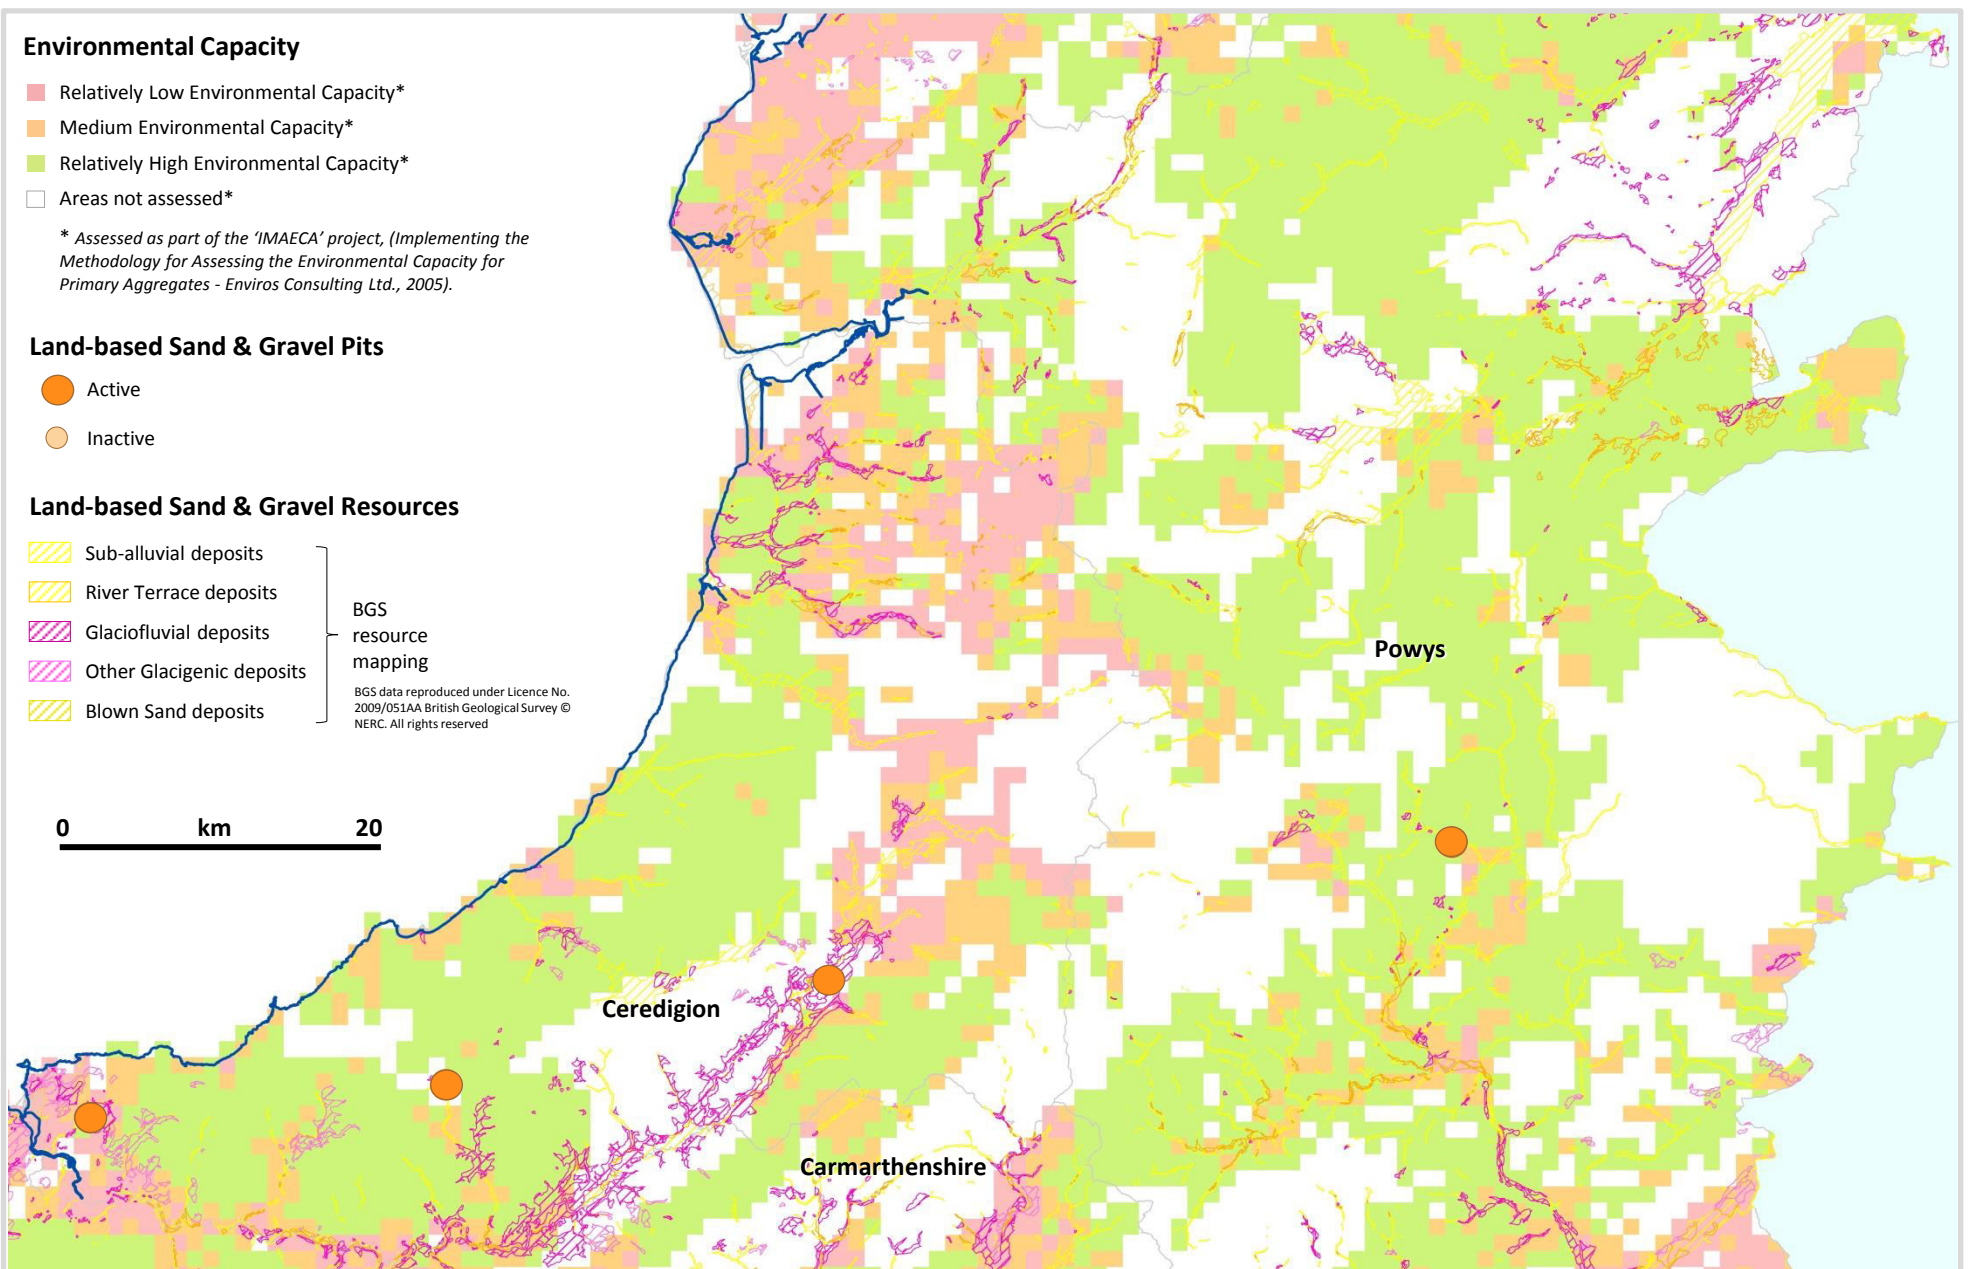 Environmental Capacity
Relatively Low Environmental Capacity*
Medium Environmental Capacity*
Relatively High Environmental Capacity*
Areas not assessed*
* Assessed as part of the ‘IMAECA’ project, (Implementing the
Methodology for Assessing the Environmental Capacity for
Primary Aggregates - Enviros Consulting Ltd., 2005).
Land-based Sand & Gravel Pits
Active
Inactive
Land-based Sand & Gravel Resources
Sub-alluvial deposits
River Terrace deposits
Glaciofluvial deposits
Other Glacigenic deposits
Blown Sand deposits
BGS
resource
mapping
BGS data reproduced under Licence No.
2009/051AA British Geological Survey ©
NERC. All rights reserved
0 km 20
Powys
Ceredigion
Carmarthenshire